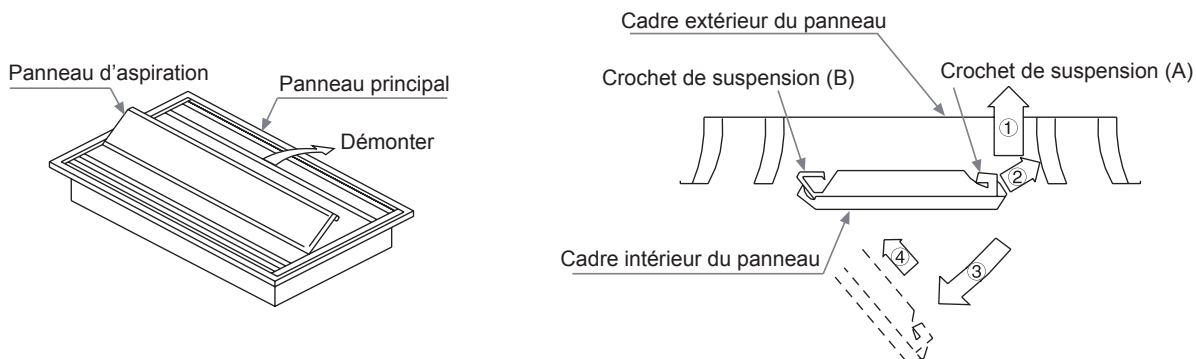 Panneau d'aspiration
Panneau principal
Démonter
Cadre extérieur du panneau
Crochet de suspension (B)
Crochet de suspension (A)
①
②
Cadre intérieur du panneau
④
③